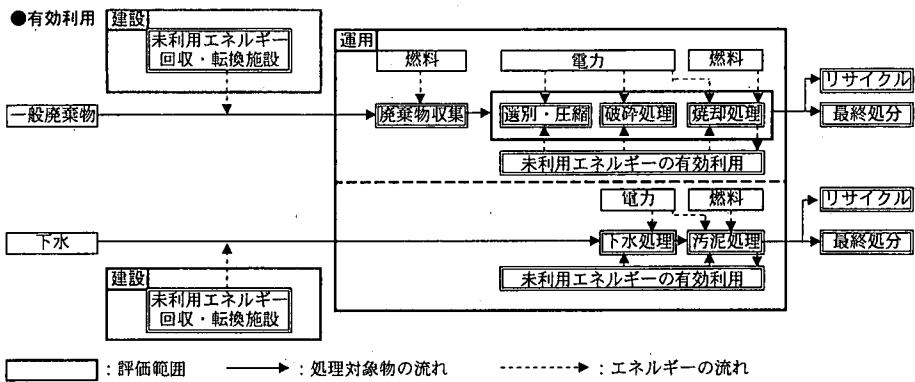 ●有効利用
建設
未利用エネルギー
回収・転換施設
運用
燃料
電力
燃料
一般廃棄物
廃棄物収集
選別・圧縮
破砕処理
焼却処理
リサイクル
最終処分
未利用エネルギーの有効利用
電力
燃料
下水
下水処理
汚泥処理
リサイクル
最終処分
未利用エネルギーの有効利用
建設
未利用エネルギー
回収・転換施設
：評価範囲
：処理対象物の流れ
：エネルギーの流れ